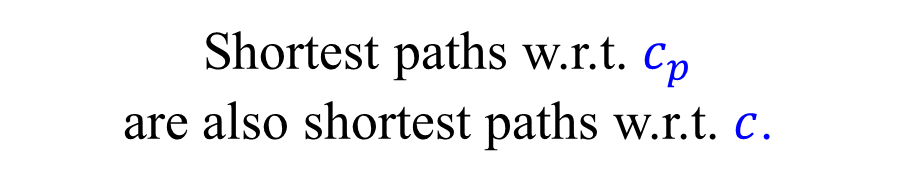 Shortest paths w.r.t. c_p
are also shortest paths w.r.t. c.